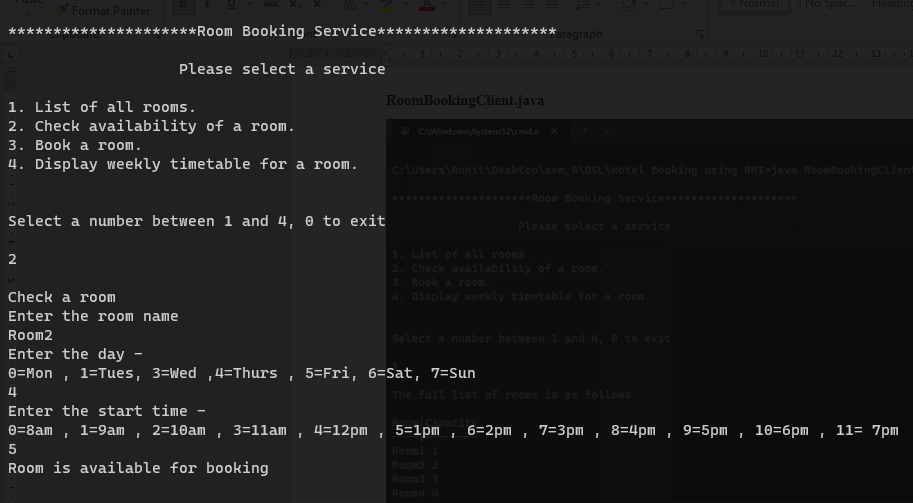 Format Painter
B I U
Normal
No Spac...
Heading
Paragraph
*********************Room Booking Service********************
Please select a service
1. List of all rooms.
2. Check availability of a room.
3. Book a room.
4. Display weekly timetable for a room.
Select a number between 1 and 4, 0 to exit
2
Check a room
Enter the room name
Room2
Enter the day –
0=Mon , 1=Tues, 3=Wed ,4=Thurs , 5=Fri, 6=Sat, 7=Sun
4
Enter the start time –
0=8am , 1=9am , 2=10am , 3=11am , 4=12pm , 5=1pm , 6=2pm , 7=3pm , 8=4pm , 9=5pm , 10=6pm , 11= 7pm
5
Room is available for booking
RoomBookingClient.java
C:\Windows\System32\cmd.e
C:\Users\Rohit\Desktop\sem_8\DSL\Hotel Booking using RMI>java RoomBookingClient
*********************Room Booking Service********************
Please select a service
1. List of all rooms.
2. Check availability of a room.
3. Book a room.
4. Display weekly timetable for a room.
Select a number between 1 and 4, 0 to exit
The full list of rooms is as follows
Room1 1
Room2 2
Room3 3
Room4 4